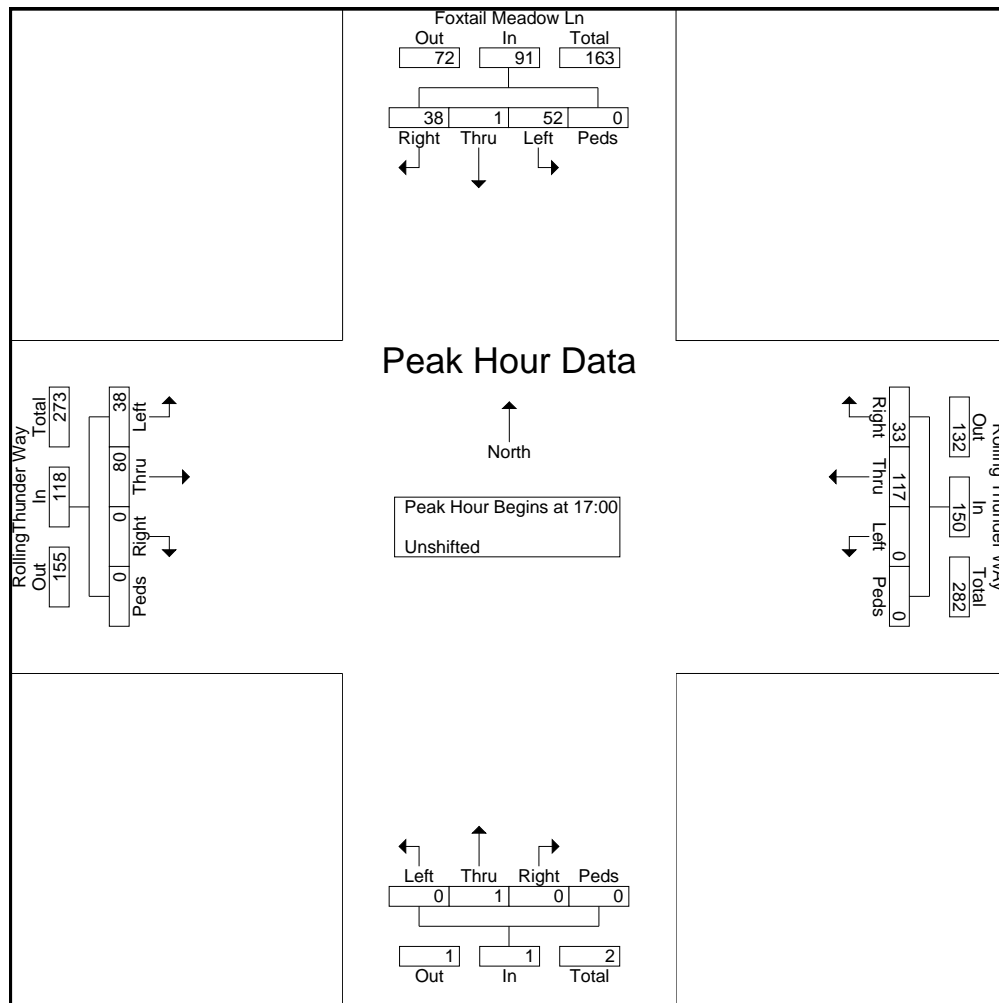 Foxtail Meadow Ln
Out In Total
72 91 163
38 1 52 0
Right Thru Left Peds
Peak Hour Data
North
Peak Hour Begins at 17:00
Unshifted
RollingThunder Way
Total In Out
273 118 155
38 80 0 0
Left Thru Right Peds
Rolling Thunder WAy
Out In Total
132 150 282
33 117 0 0
Right Thru Left Peds
Left Thru Right Peds
0 1 0 0
1 1 2
Out In Total